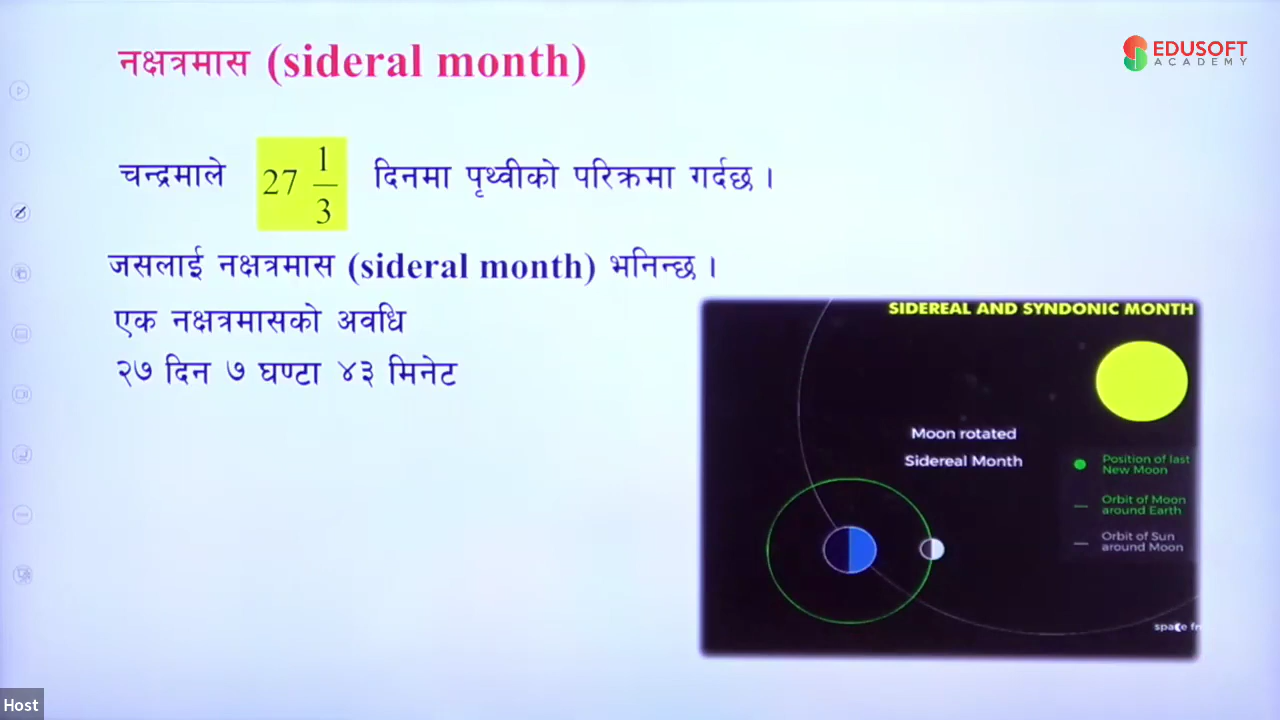 नक्षत्रमास (sideral month)
EDUSOFT
ACADEMY
चन्द्रमाले 27 1/3 दिनमा पृथ्वीको परिक्रमा गर्दछ ।
जसलाई नक्षत्रमास (sideral month) भनिन्छ ।
एक नक्षत्रमासको अवधि
२७ दिन ७ घण्टा ४३ मिनेट
SIDEREAL AND SYNDONIC MONTH
Moon rotated
Sidereal Month
Position of last
New Moon
Orbit of Moon
around Earth
Orbit of Sun
around Moon
space fr
Host